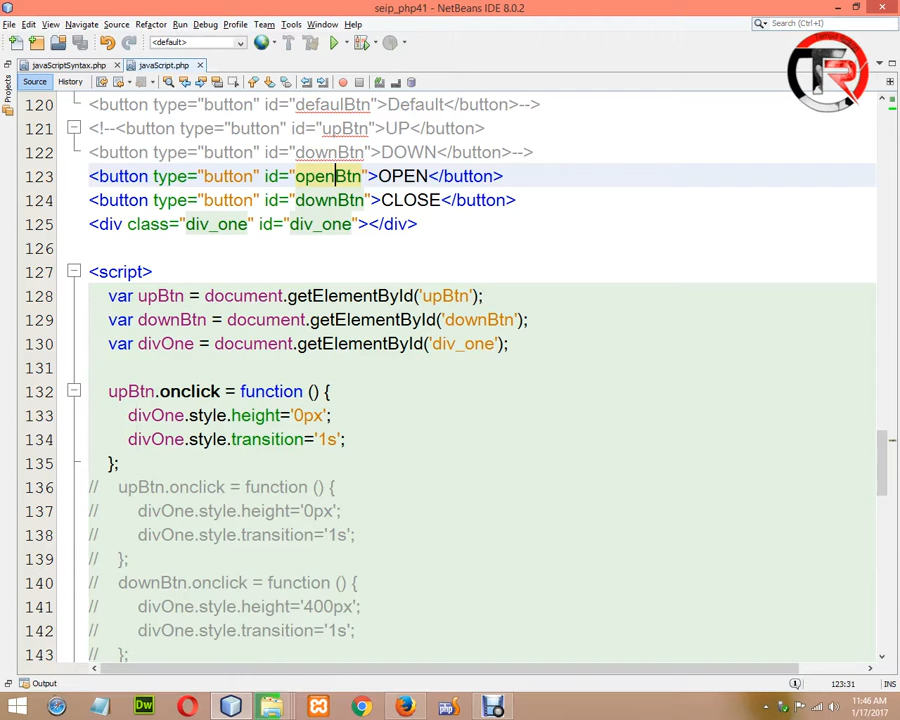 seip_php41 - NetBeans IDE 8.0.2
File Edit View Navigate Source Refactor Run Debug Profile Team Tools Window Help
<default>
Search (Ctrl+I)
javaScriptSyntax.php
javaScript.php
Source History
Projects
120 <button type="button" id="defaulBtn">Default</button>-->
121 <!--<button type="button" id="upBtn">UP</button>
122 <button type="button" id="downBtn">DOWN</button>-->
123 <button type="button" id="openBtn">OPEN</button>
124 <button type="button" id="downBtn">CLOSE</button>
125 <div class="div_one" id="div_one"></div>
126
127 <script>
128 var upBtn = document.getElementById('upBtn');
129 var downBtn = document.getElementById('downBtn');
130 var divOne = document.getElementById('div_one');
131
132 upBtn.onclick = function () {
133 divOne.style.height='0px';
134 divOne.style.transition='1s';
135 };
136 // upBtn.onclick = function () {
137 // divOne.style.height='0px';
138 // divOne.style.transition='1s';
139 // };
140 // downBtn.onclick = function () {
141 // divOne.style.height='400px';
142 // divOne.style.transition='1s';
143 // };
Output
123:31 INS
Dw
php
11:46 AM
1/17/2017